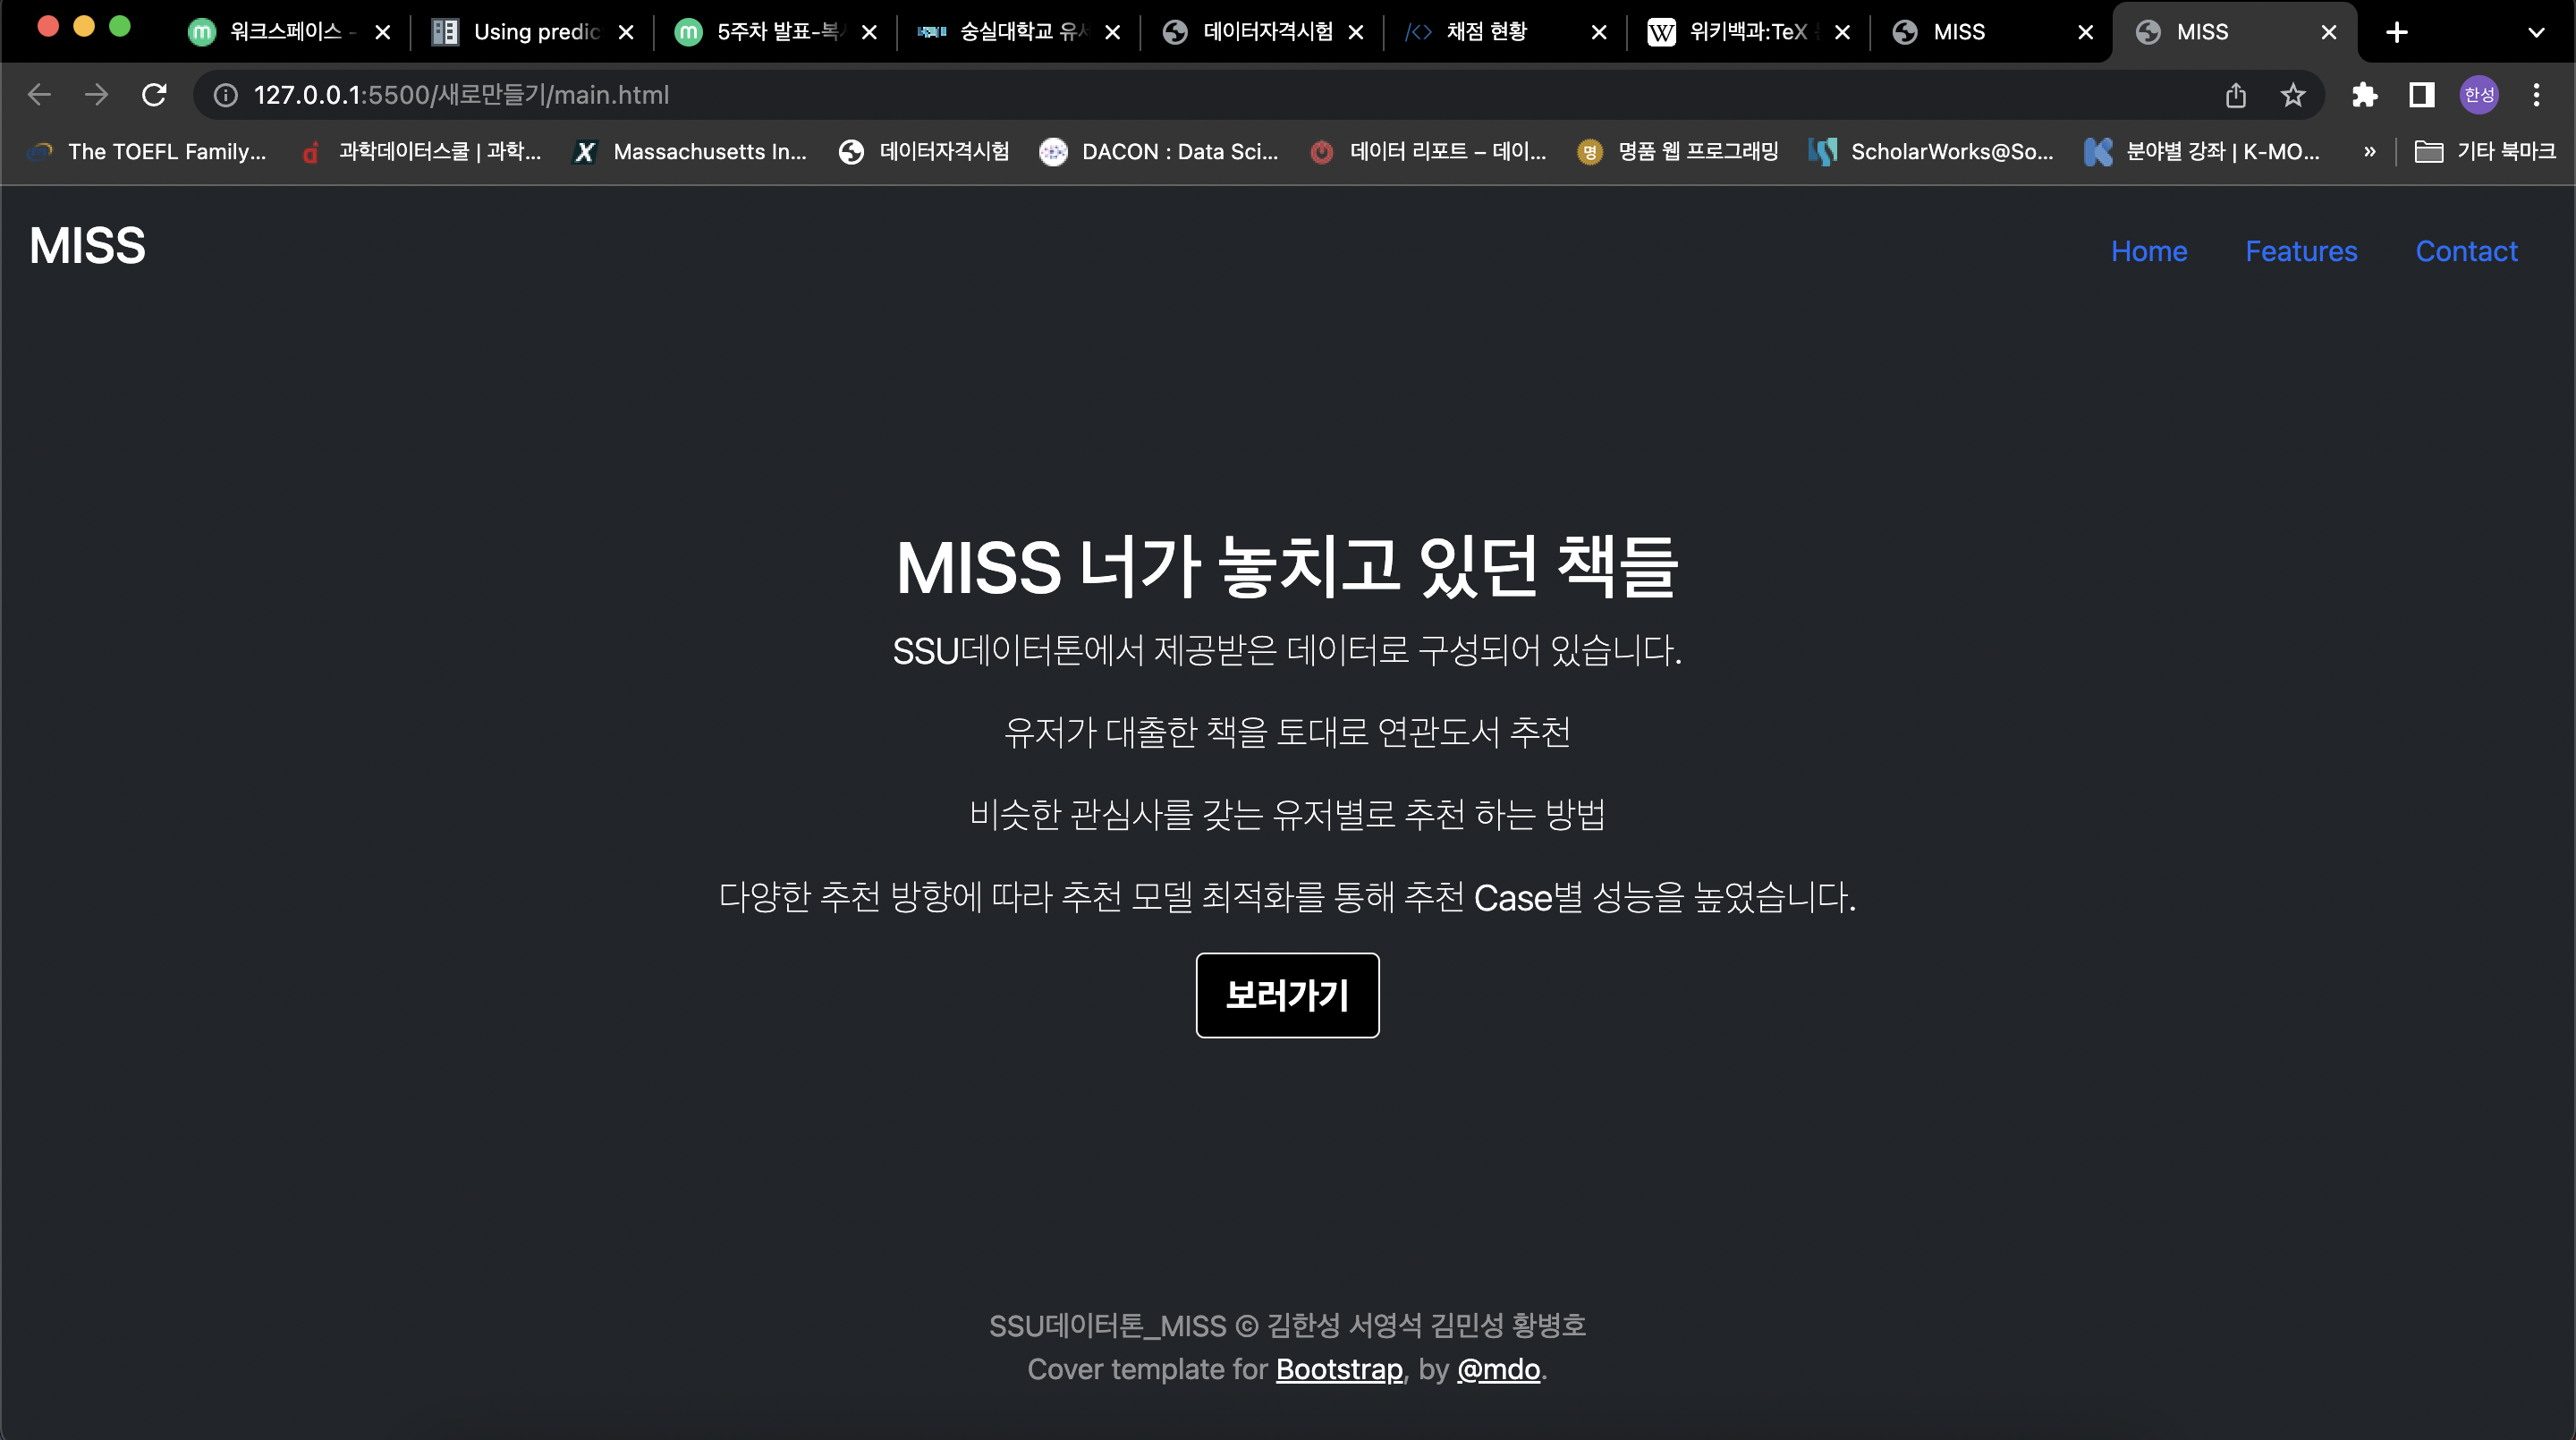 워크스페이스 -
Using predic
5주차 발표-복
숭실대학교 유
데이터자격시험
채점 현황
위키백과:TeX
MISS
MISS
127.0.0.1:5500/새로만들기/main.html
한성
The TOEFL Family...
과학데이터스쿨 | 과학...
Massachusetts In...
데이터자격시험
DACON : Data Sci...
데이터 리포트 – 데이...
명품 웹 프로그래밍
ScholarWorks@So...
분야별 강좌 | K-MO...
»
기타 북마크
MISS
Home Features Contact
MISS 너가 놓치고 있던 책들
SSU데이터톤에서 제공받은 데이터로 구성되어 있습니다.
유저가 대출한 책을 토대로 연관도서 추천
비슷한 관심사를 갖는 유저별로 추천 하는 방법
다양한 추천 방향에 따라 추천 모델 최적화를 통해 추천 Case별 성능을 높였습니다.
보러가기
SSU데이터톤_MISS © 김한성 서영석 김민성 황병호
Cover template for Bootstrap, by @mdo.